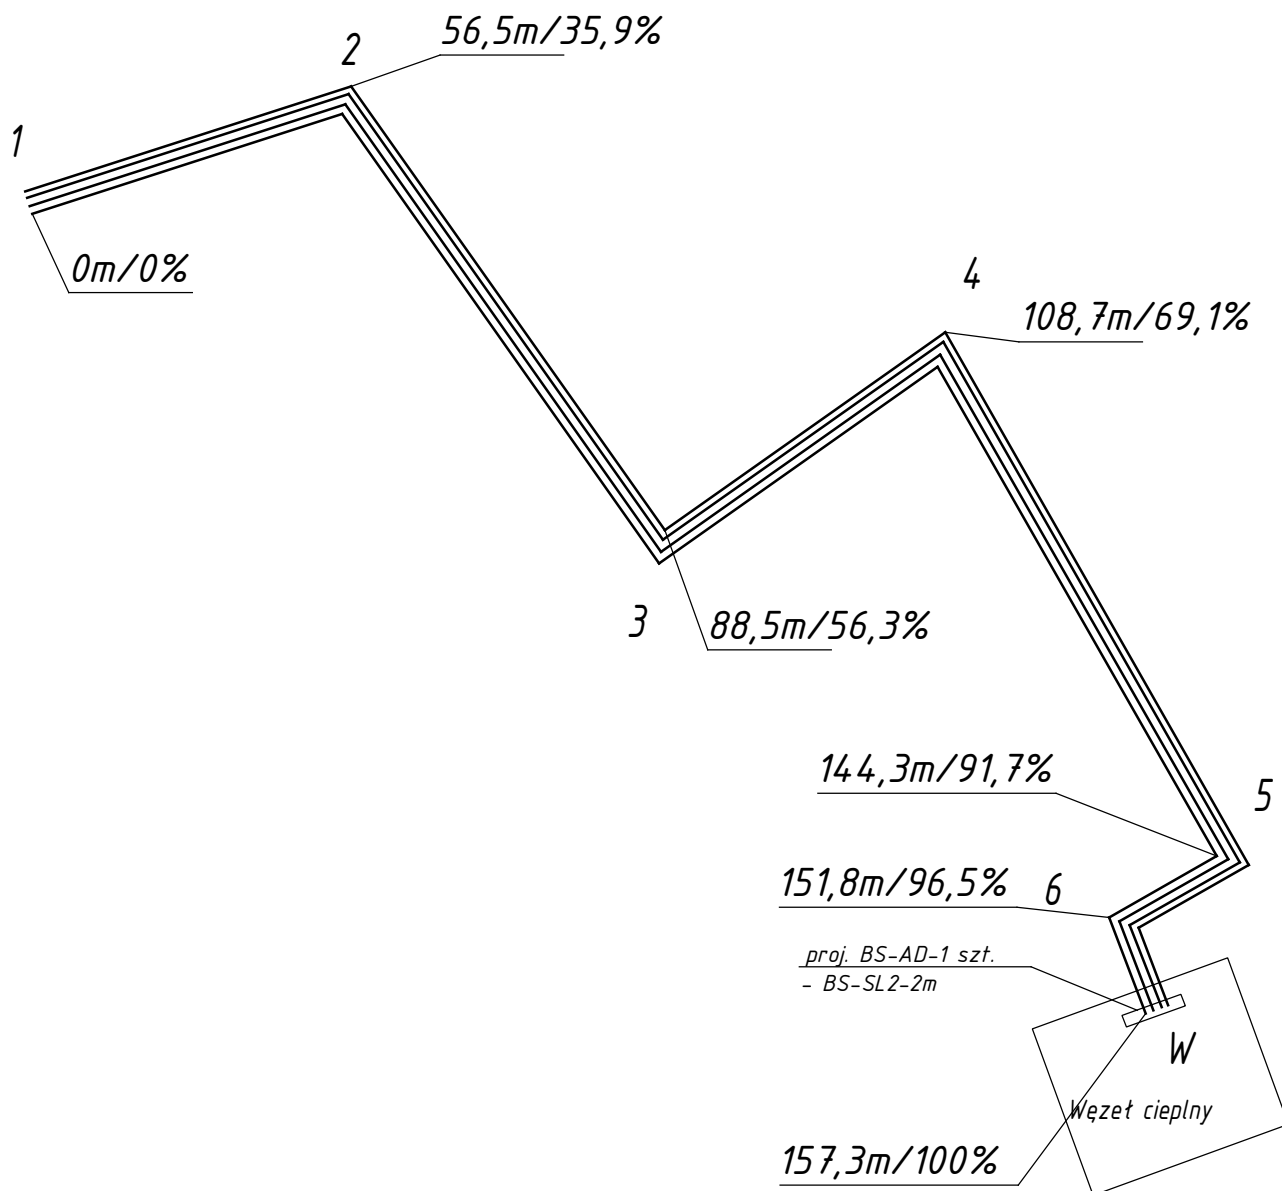 56,5m/35,9%
2
1
0m/0%
4
108,7m/69,1%
3
88,5m/56,3%
144,3m/91,7%
5
151,8m/96,5%
6
proj. BS-AD-1 szt.
- BS-SL2-2m
W
Węzeł cieplny
157,3m/100%